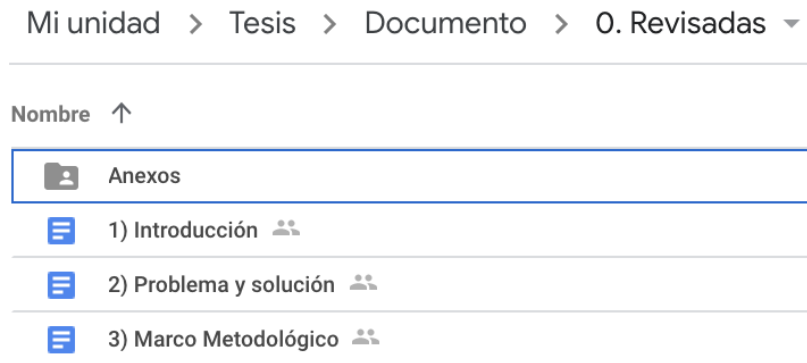 Mi unidad > Tesis > Documento > 0. Revisadas
Nombre
Anexos
1) Introducción
2) Problema y solución
3) Marco Metodológico